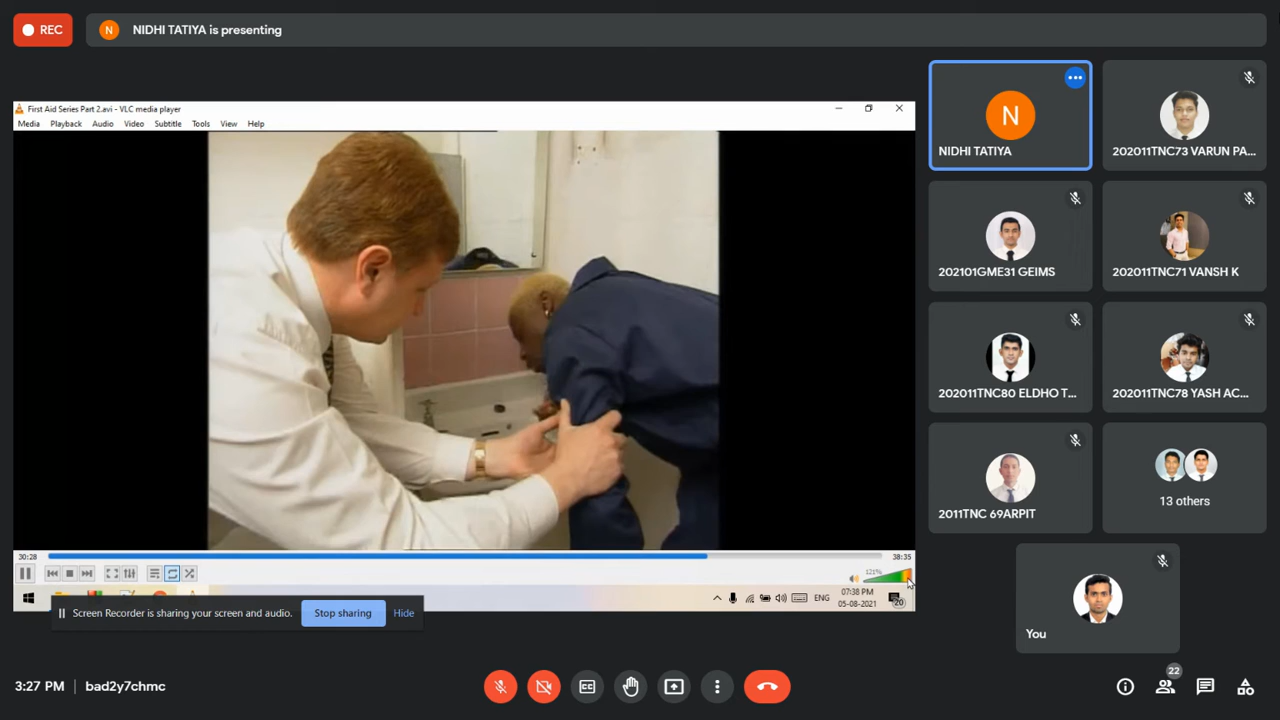 REC
N
NIDHI TATIYA is presenting
First Aid Series Part 2.avi - VLC media player
Media Playback Audio Video Subtitle Tools View Help
30:28
38:35
121%
ENG
07:38 PM
05-08-2021
20
Screen Recorder is sharing your screen and audio.
Stop sharing
Hide
N
NIDHI TATIYA
202011TNC73 VARUN PA...
202101GME31 GEIMS
202011TNC71 VANSH K
202011TNC80 ELDHO T...
202011TNC78 YASH AC...
2011TNC 69ARPIT
13 others
You
3:27 PM | bad2y7chmc
CC
22